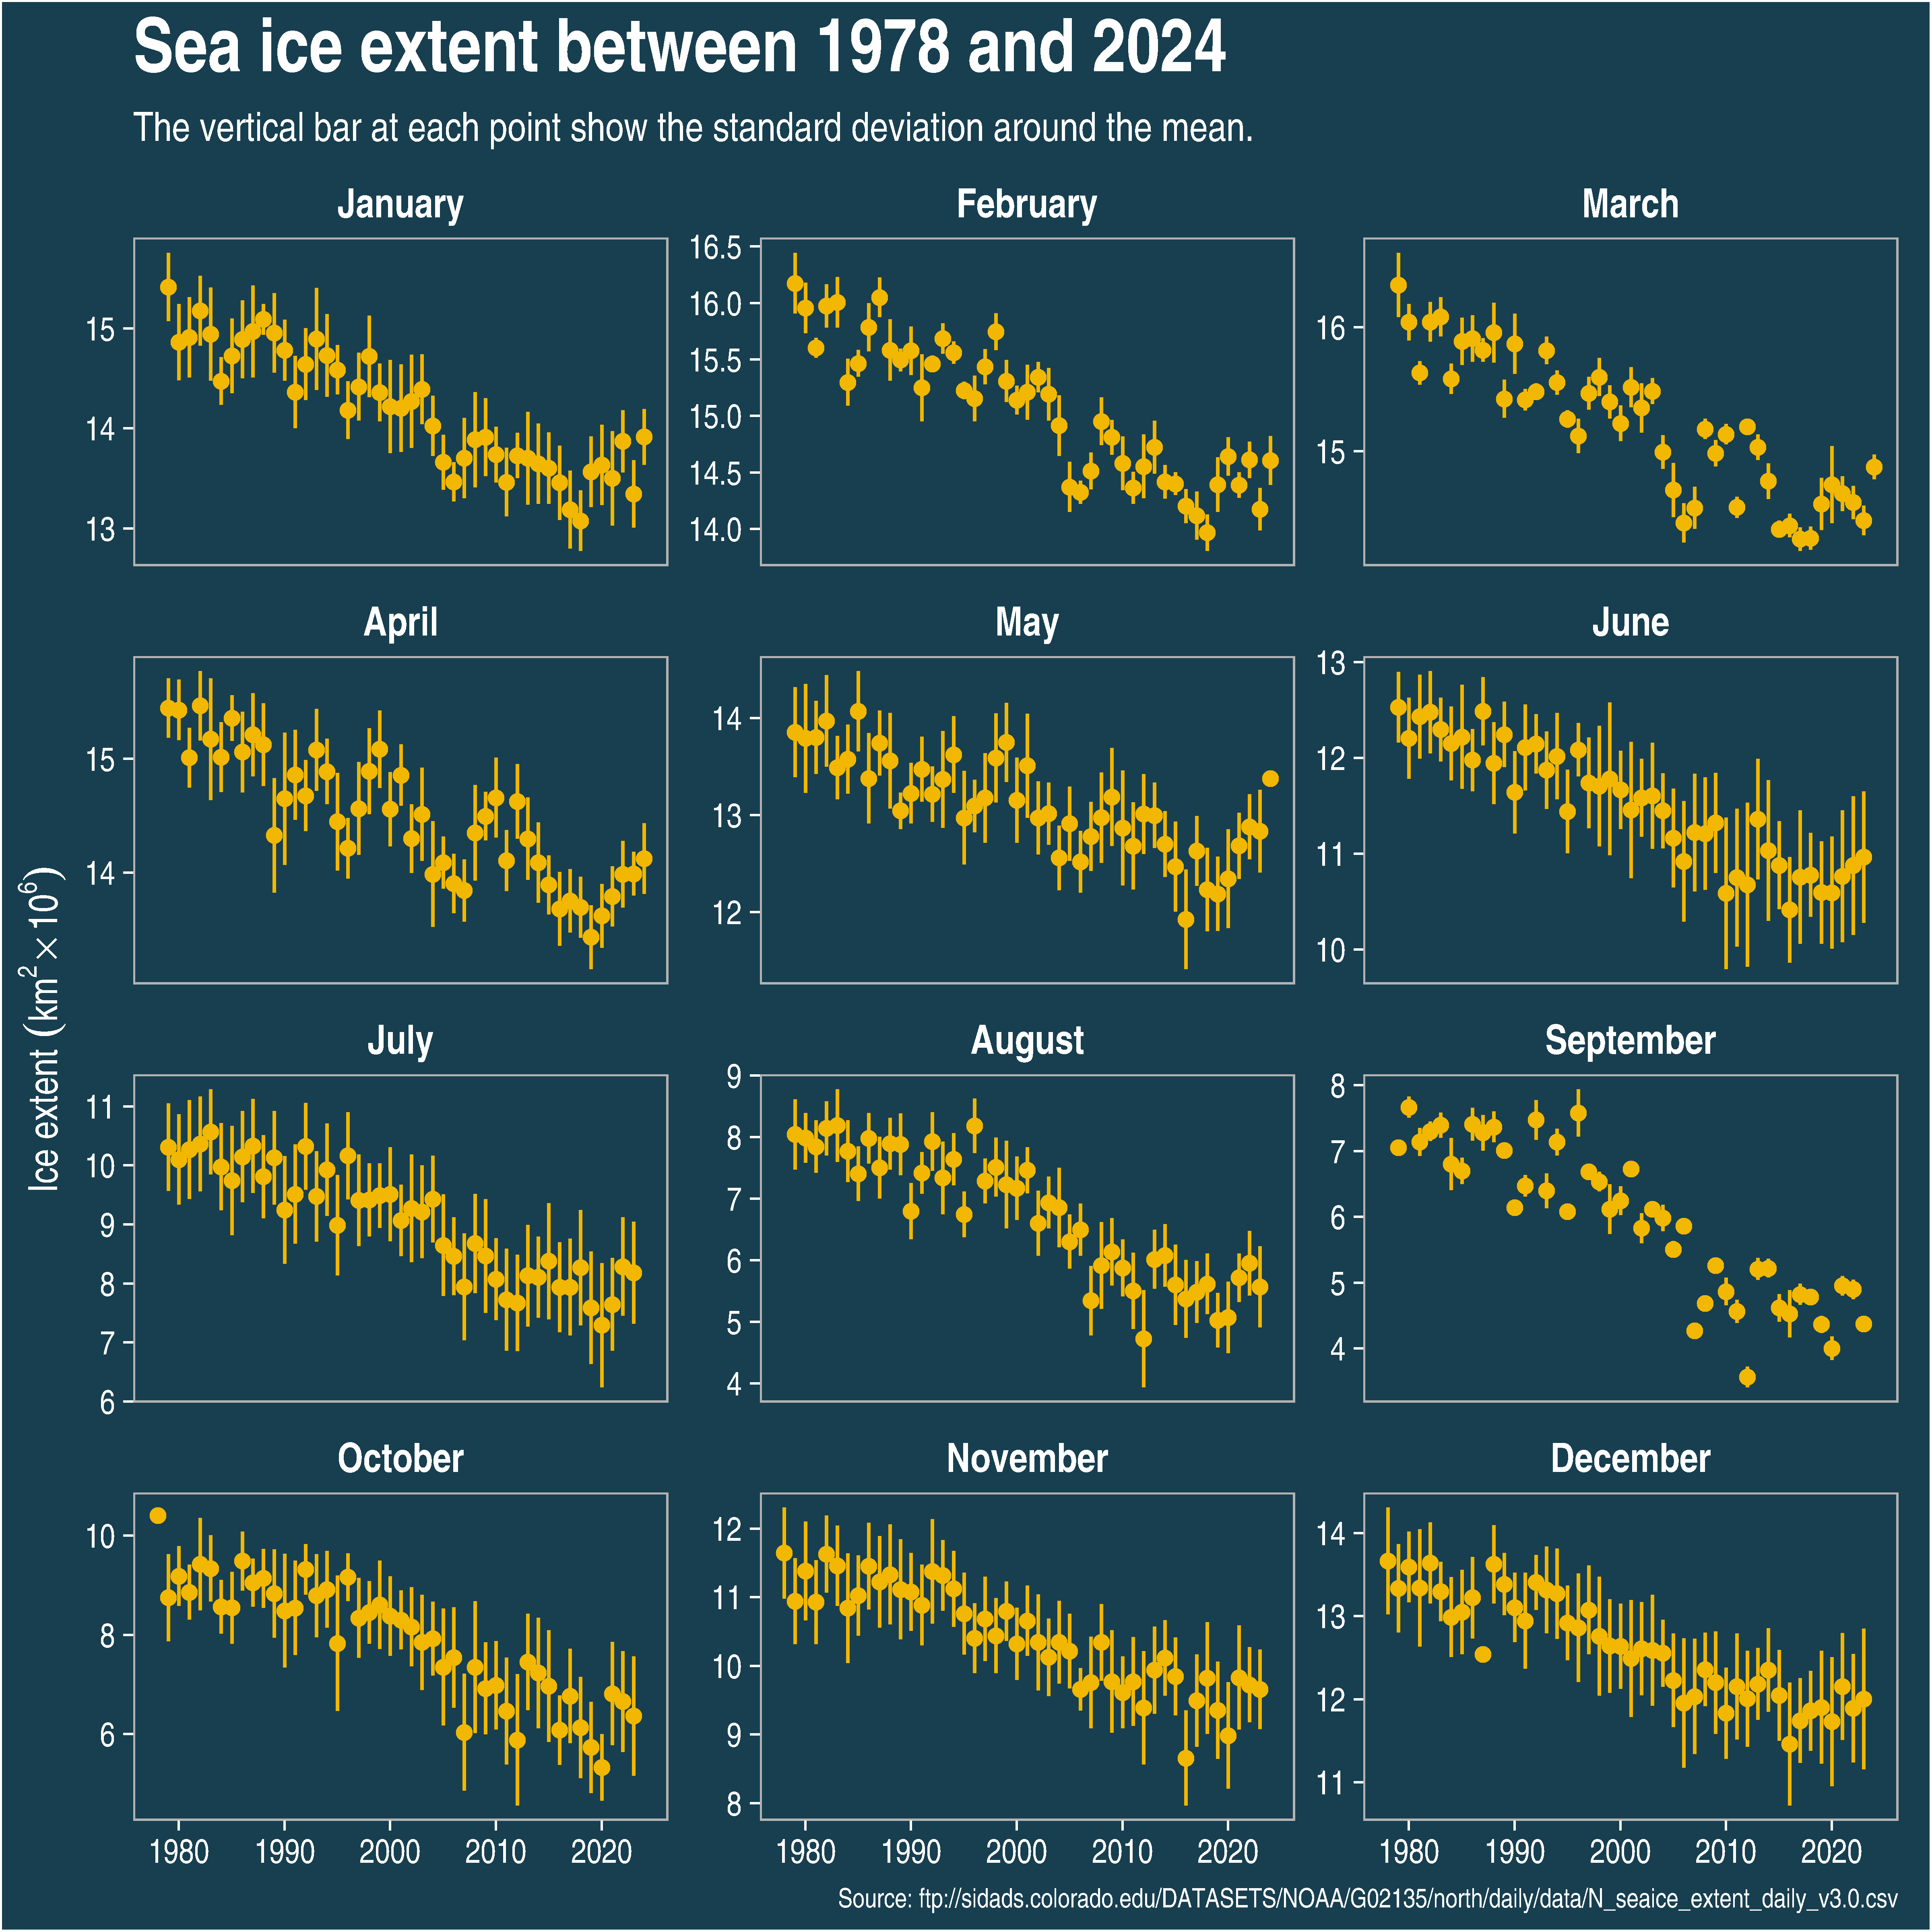 Sea ice extent between 1978 and 2024
The vertical bar at each point show the standard deviation around the mean.
Ice extent (km² × 10⁶)
January
15
14
13
February
16.5
16.0
15.5
15.0
14.5
14.0
March
16
15
April
15
14
May
14
13
12
June
13
12
11
10
July
11
10
9
8
7
6
August
9
8
7
6
5
4
September
8
7
6
5
4
October
10
8
6
November
12
11
10
9
8
December
14
13
12
11
1980 1990 2000 2010 2020
1980 1990 2000 2010 2020
1980 1990 2000 2010 2020
Source: ftp://sidads.colorado.edu/DATASETS/NOAA/G02135/north/daily/data/N_seaice_extent_daily_v3.0.csv